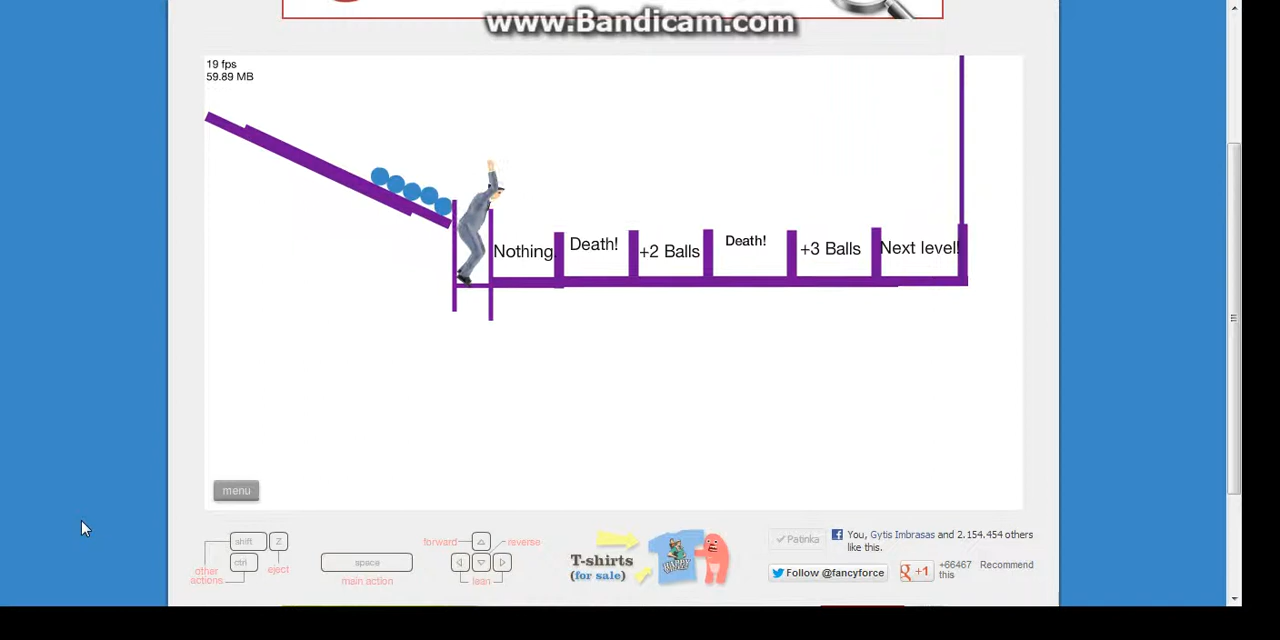 www.Bandicam.com
19 fps
59.89 MB
Nothing.
Death!
+2 Balls
Death!
+3 Balls
Next level!
menu
shift
Z
ctrl
eject
other
actions
space
main action
forward
reverse
lean
T-shirts
(for sale)
HAPPY
Patinka
You, Gytis Imbrasas and 2.154.454 others
like this.
Follow @fancyforce
g +1
+66467 Recommend
this